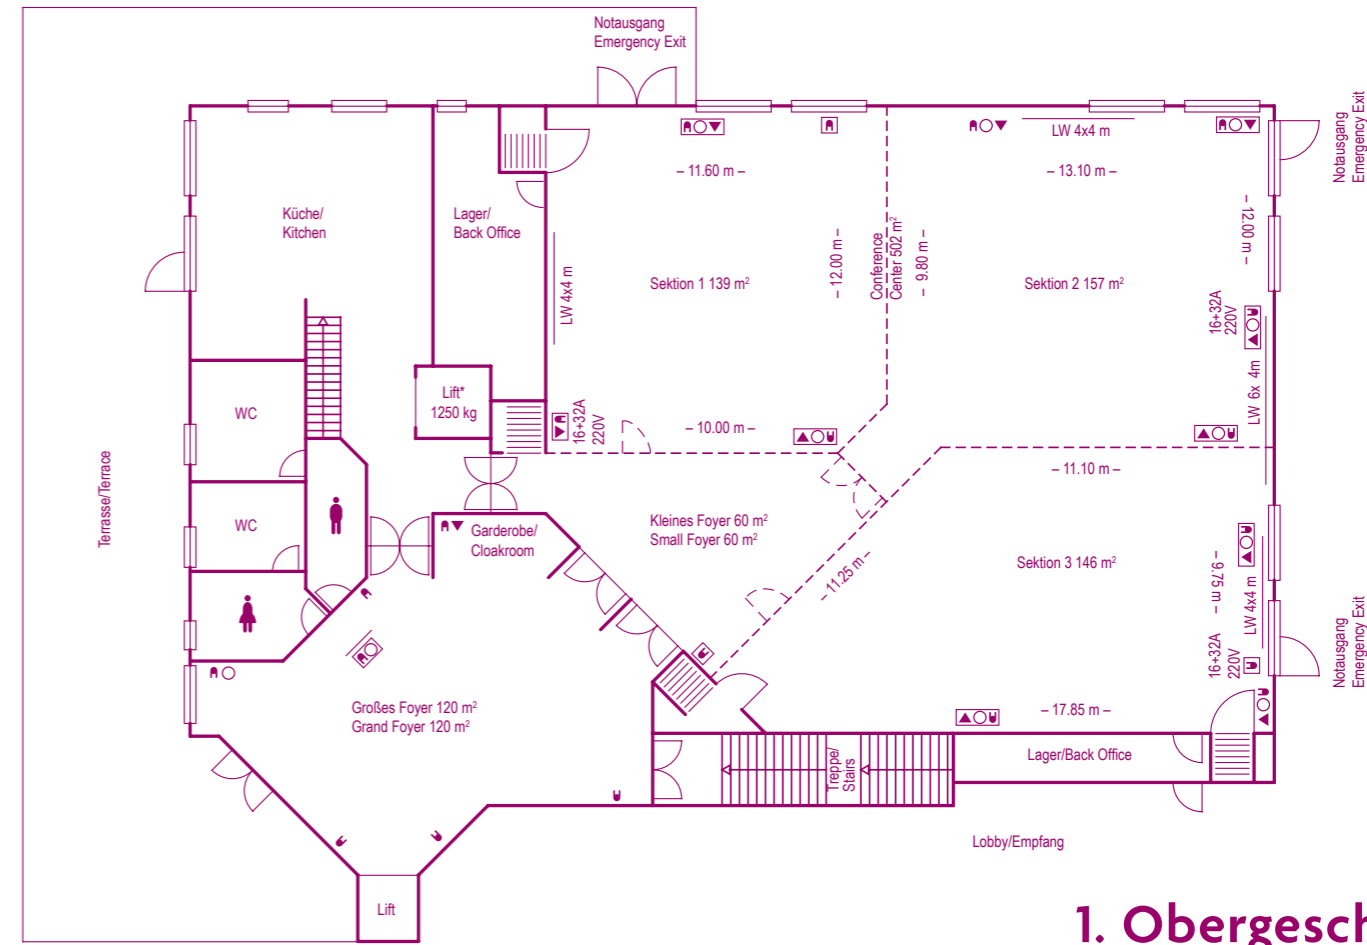 Notausgang
Emergency Exit
LW 4x4 m
– 11.60 m –
– 13.10 m –
Notausgang
Emergency Exit
Küche/
Kitchen
Lager/
Back Office
– 12.00 m –
Conference
Center 502 m²
– 9.80 m –
– 12.00 m –
LW 4x4 m
Sektion 1 139 m²
Sektion 2 157 m²
16+32A
220V
Lift*
1250 kg
WC
16+32A
220V
– 10.00 m –
LW 6x 4m
– 11.10 m –
Terrasse/Terrace
WC
Garderobe/
Cloakroom
Kleines Foyer 60 m²
Small Foyer 60 m²
– 11.25 m –
Sektion 3 146 m²
– 9.75 m –
LW 4x4 m
16+32A
220V
Notausgang
Emergency Exit
Großes Foyer 120 m²
Grand Foyer 120 m²
– 17.85 m –
Treppe/
Stairs
Lager/Back Office
Lobby/Empfang
Lift
1. Obergesch